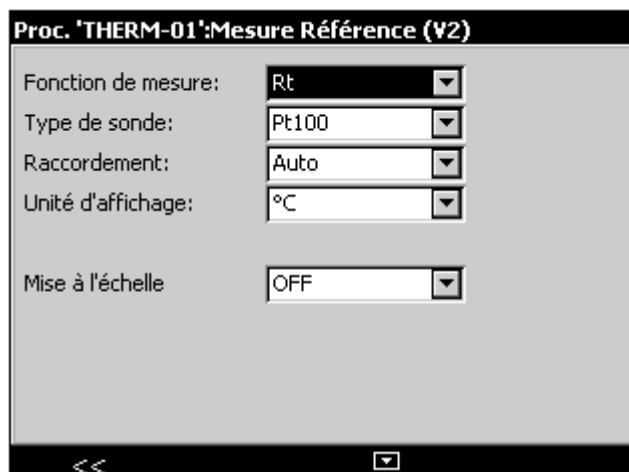 Proc. 'THERM-01':Mesure Référence (V2)
Fonction de mesure: Rt
Type de sonde: Pt100
Raccordement: Auto
Unité d'affichage: °C
Mise à l'échelle OFF
<<